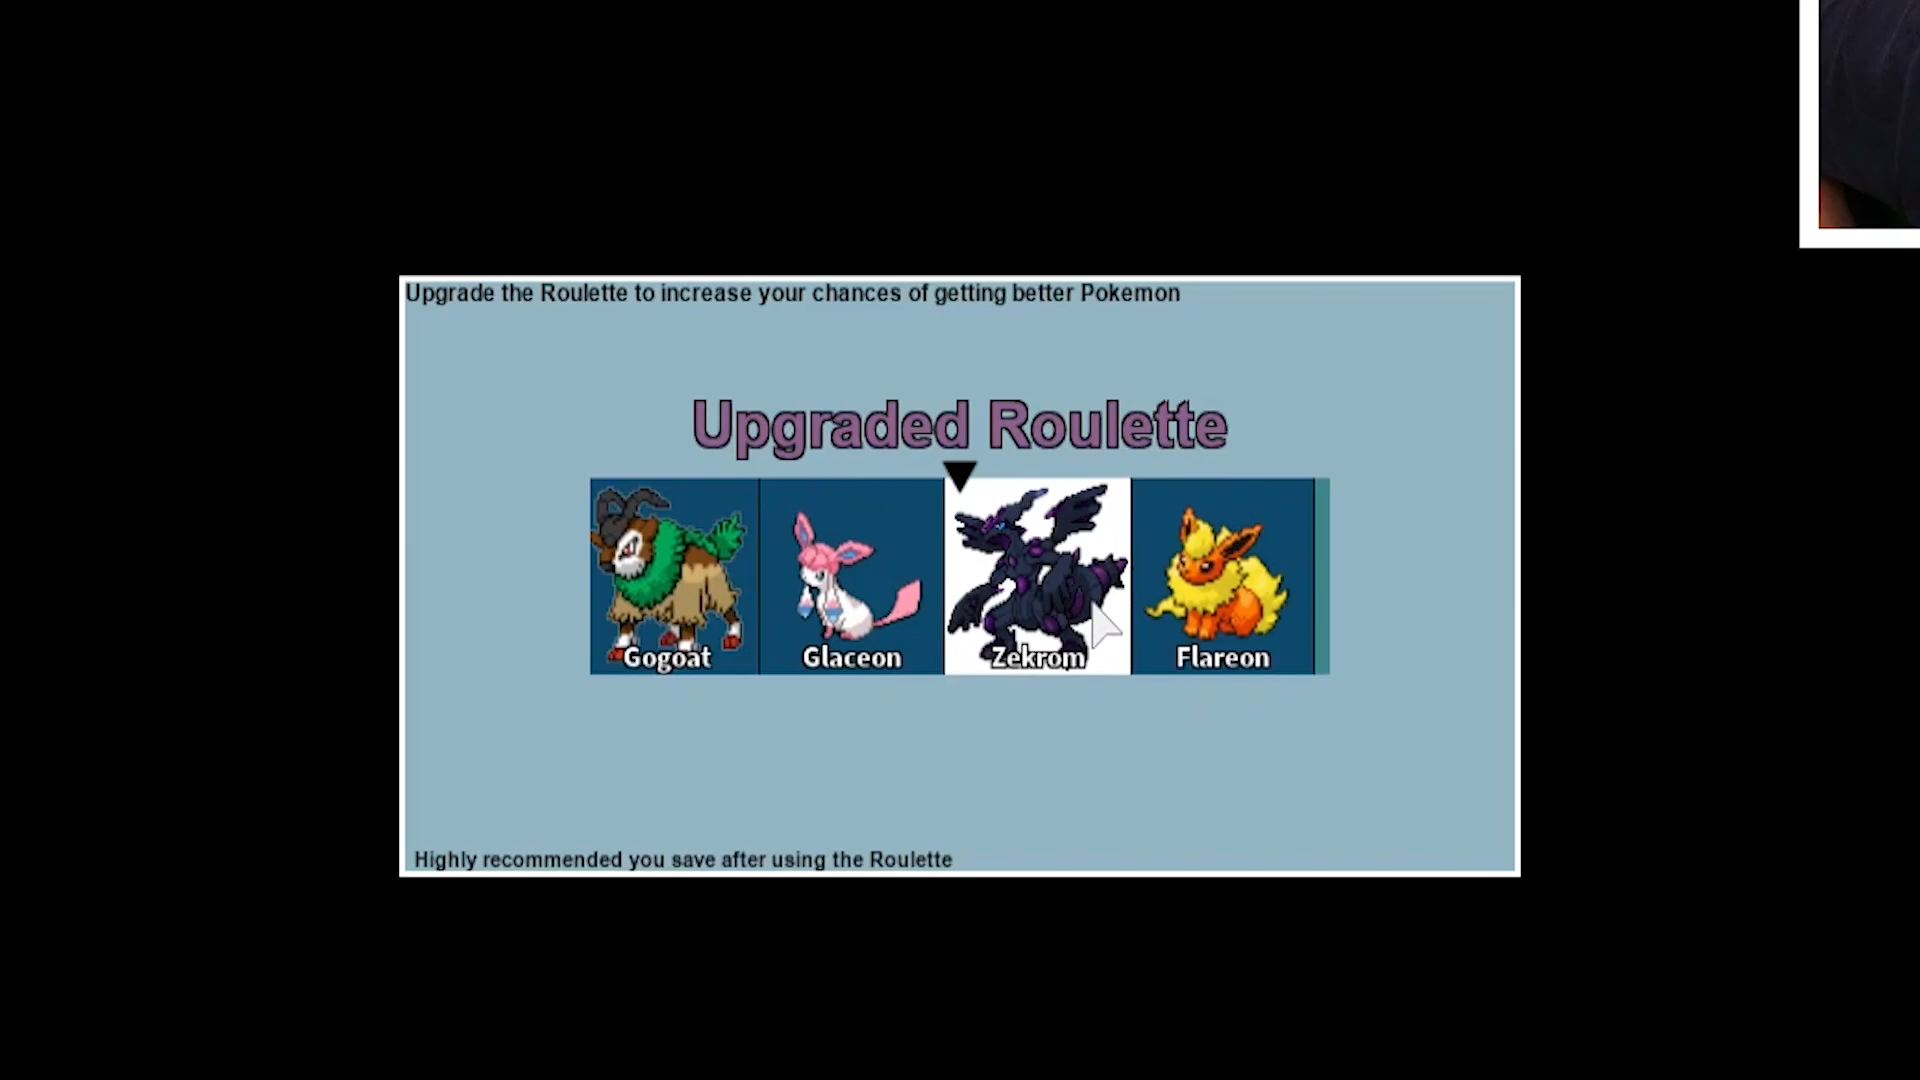 Upgrade the Roulette to increase your chances of getting better Pokemon
Upgraded Roulette
Gogoat Glaceon Zekrom Flareon
Highly recommended you save after using the Roulette